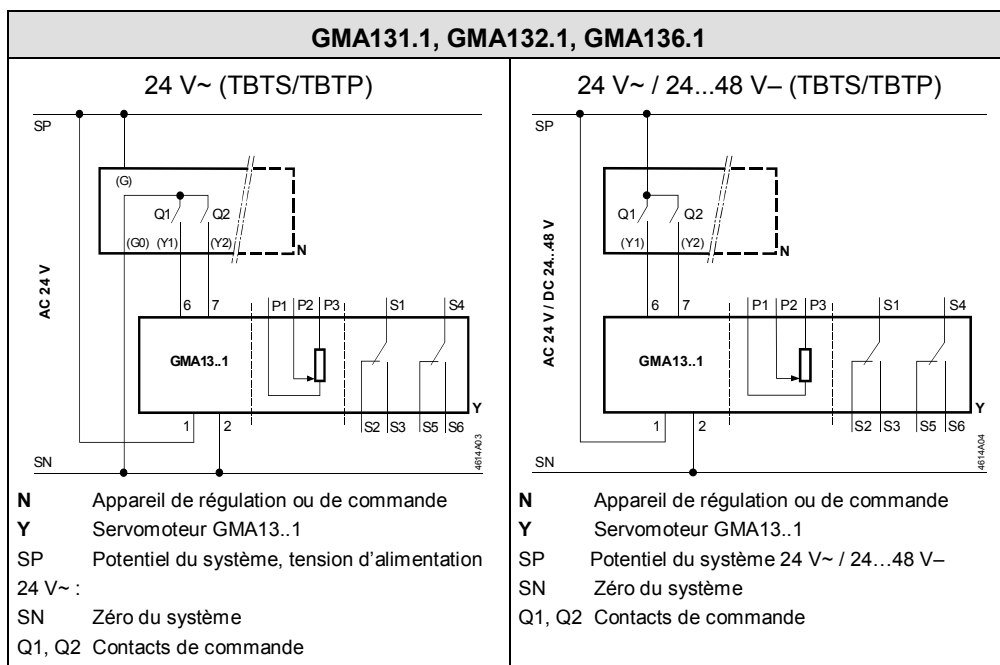 GMA131.1, GMA132.1, GMA136.1
24 V~ (TBTS/TBTP)
SP
(G)
Q1 Q2
(G0) (Y1) (Y2)
N
AC 24 V
6 7 P1 P2 P3 S1 S4
GMA13..1
Y
1 2 S2 S3 S5 S6
SN
4614A03
N Appareil de régulation ou de commande
Y Servomoteur GMA13..1
SP Potentiel du système, tension d’alimentation
24 V~ :
SN Zéro du système
Q1, Q2 Contacts de commande
24 V~ / 24...48 V– (TBTS/TBTP)
SP
Q1 Q2
(Y1) (Y2)
N
AC 24 V / DC 24...48 V
6 7 P1 P2 P3 S1 S4
GMA13..1
Y
1 2 S2 S3 S5 S6
SN
4614A04
N Appareil de régulation ou de commande
Y Servomoteur GMA13..1
SP Potentiel du système 24 V~ / 24…48 V–
SN Zéro du système
Q1, Q2 Contacts de commande